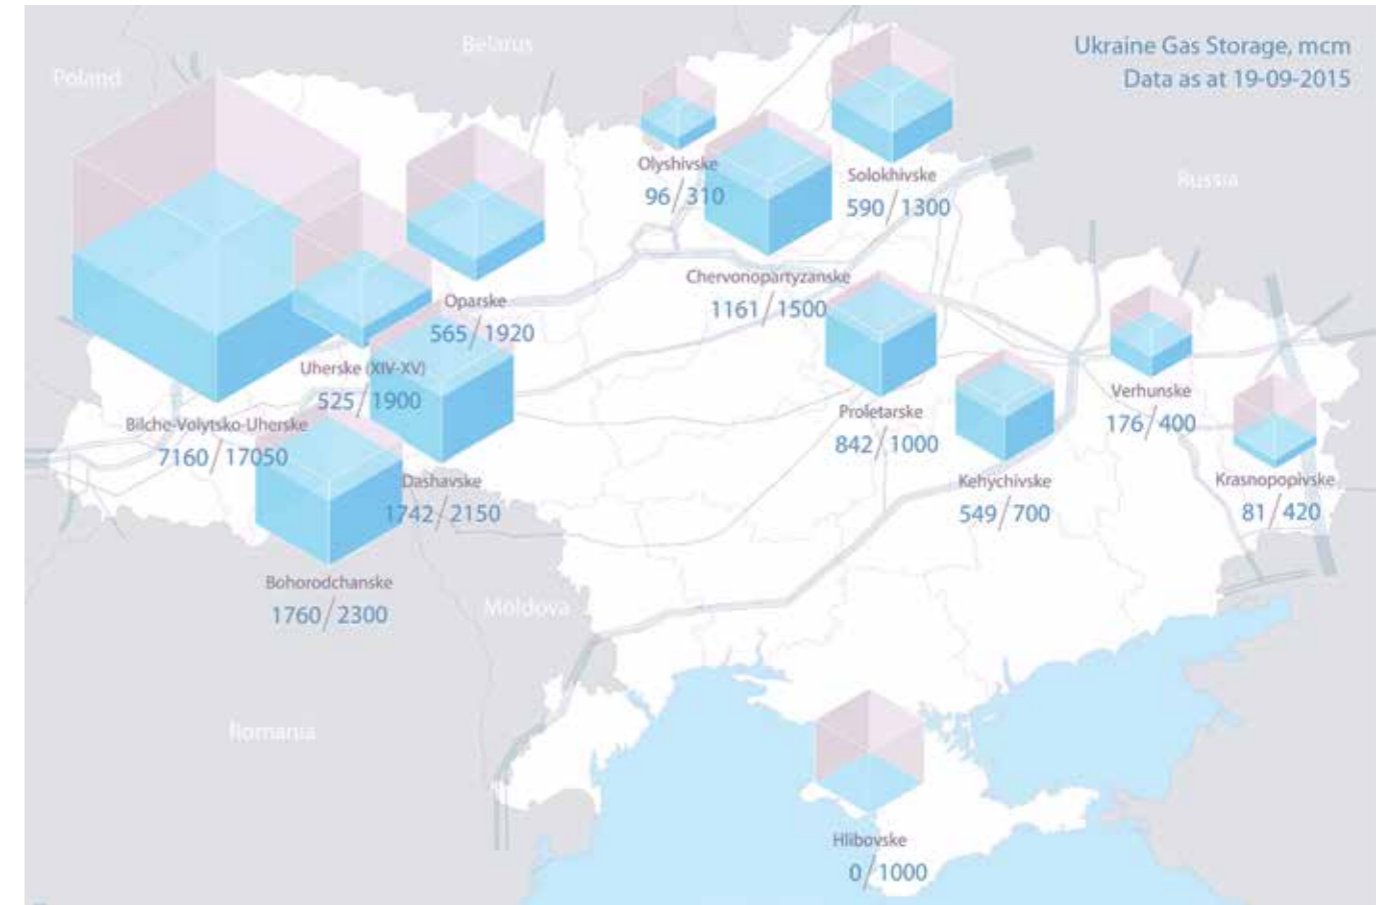 Belarus
Ukraine Gas Storage, mcm
Data as at 19-09-2015
Poland
Russia
Olyshivske
96/310
Solokhivske
590/1300
Chervonopartyzanske
1161/1500
Oparske
565/1920
Uherske (XIV-XV)
525/1900
Bilche-Volytsko-Uherske
7160/17050
Dashavske
1742/2150
Bohorodchanske
1760/2300
Proletarske
842/1000
Kehychivske
549/700
Verhunske
176/400
Krasnopopivske
81/420
Moldova
Romania
Hlibovske
0/1000